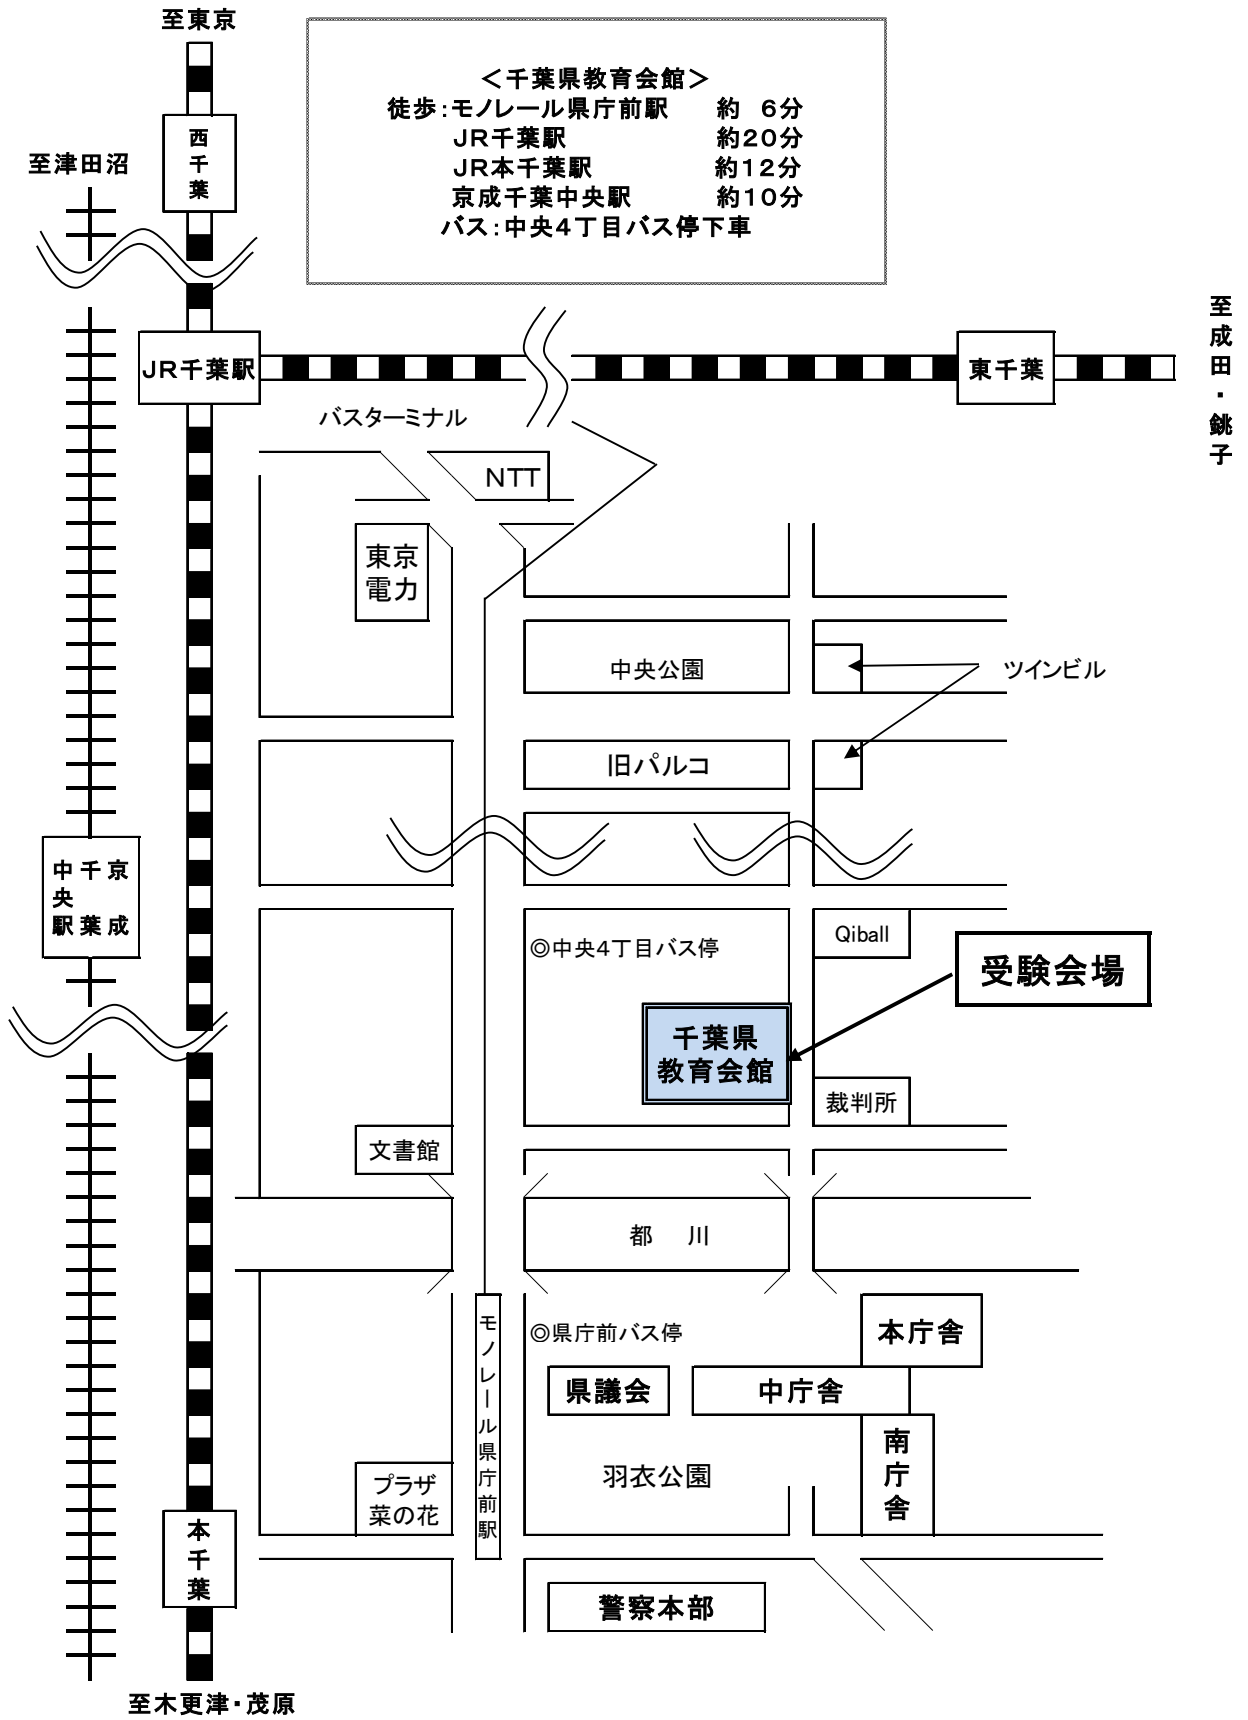 至東京
＜千葉県教育会館＞
徒歩：モノレール県庁前駅　約　６分
ＪＲ千葉駅　約２０分
ＪＲ本千葉駅　約１２分
京成千葉中央駅　約１０分
バス：中央４丁目バス停下車
西千葉
至津田沼
至成田・銚子
ＪＲ千葉駅
東千葉
バスターミナル
ＮＴＴ
東京
電力
中央公園
ツインビル
旧パルコ
京成
千葉
中央駅
Qiball
◎中央4丁目バス停
受験会場
千葉県
教育会館
裁判所
文書館
都　川
モノレール県庁前駅
◎県庁前バス停
本庁舎
県議会
中庁舎
南庁舎
羽衣公園
プラザ
菜の花
本千葉
警察本部
至木更津・茂原